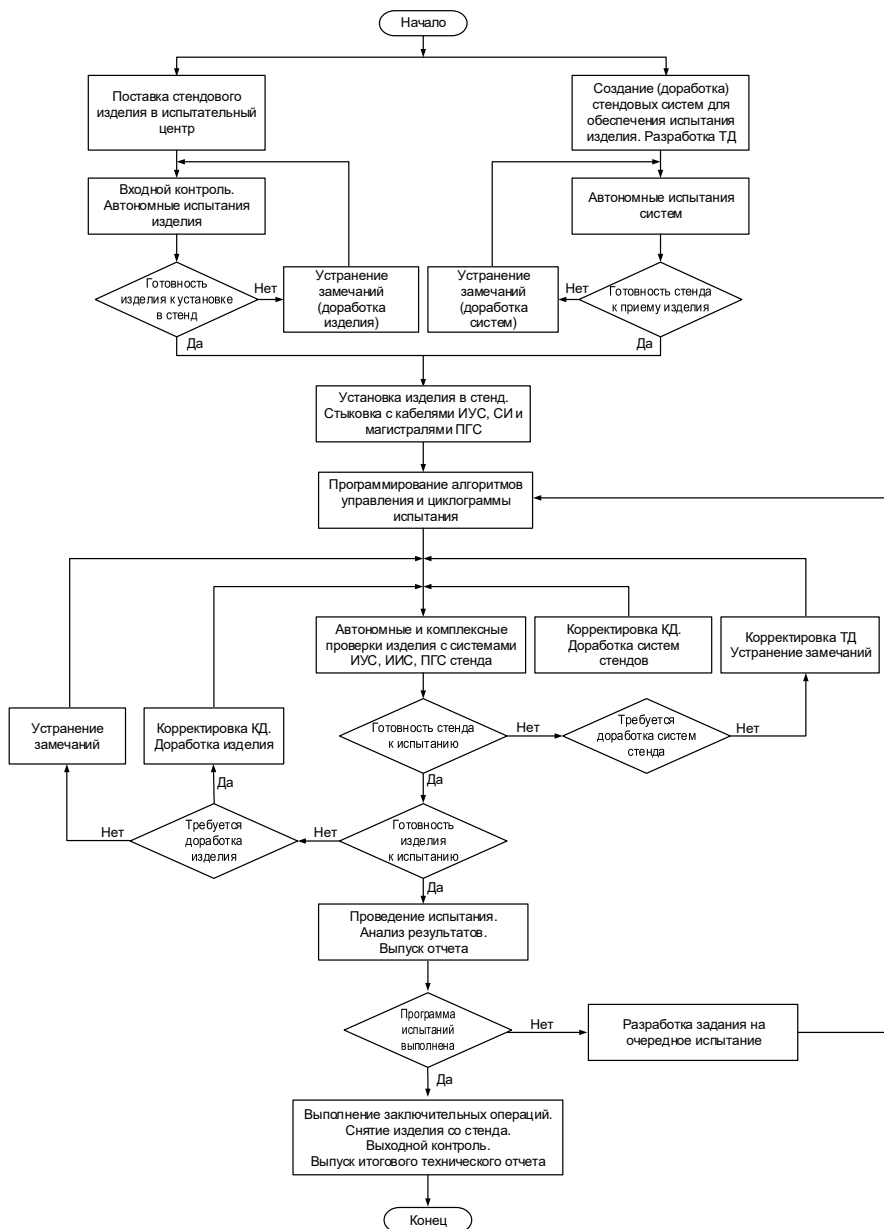 Начало
Поставка стендового
изделия в испытательный
центр
Создание (доработка)
стендовых систем для
обеспечения испытания
изделия. Разработка ТД
Входной контроль.
Автономные испытания
изделия
Автономные испытания
систем
Готовность
изделия к установке
в стенд
Нет
Устранение
замечаний
(доработка
изделия)
Устранение
замечаний
(доработка
систем)
Нет
Готовность стенда
к приему изделия
Да
Да
Установка изделия в стенд.
Стыковка с кабелями ИУС, СИ и
магистралями ПГС
Программирование алгоритмов
управления и циклограммы
испытания
Автономные и комплексные
проверки изделия с системами
ИУС, ИИС, ПГС стенда
Корректировка КД.
Доработка систем
стендов
Корректировка ТД
Устранение замечаний
Устранение
замечаний
Корректировка КД.
Доработка изделия
Готовность стенда
к испытанию
Нет
Требуется
доработка систем
стенда
Нет
Да
Да
Нет
Требуется
доработка
изделия
Нет
Готовность
изделия
к испытанию
Да
Проведение испытания.
Анализ результатов.
Выпуск отчета
Программа
испытаний
выполнена
Нет
Разработка задания на
очередное испытание
Да
Выполнение заключительных операций.
Снятие изделия со стенда.
Выходной контроль.
Выпуск итогового технического отчета
Конец